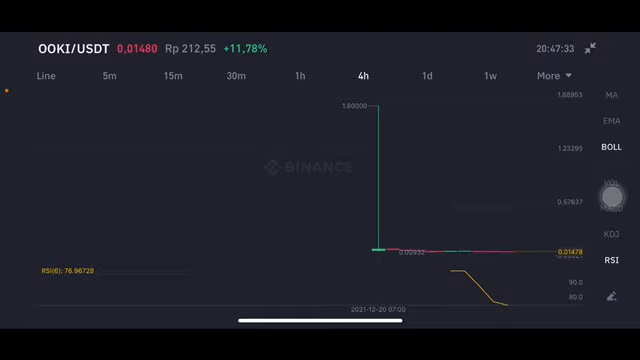 OOKI/USDT 0,01480 Rp 212,55 +11,78% 20:47:33
Line 5m 15m 30m 1h 4h 1d 1w More
1.88953 MA
1.80000
EMA
1.23295 BOLL
BINANCE
VOL
0.57637
MACD
KDJ
0.00932 0.01478
RSI
RSI(6): 76.96728
90.0
80.0
2021-12-20 07:00